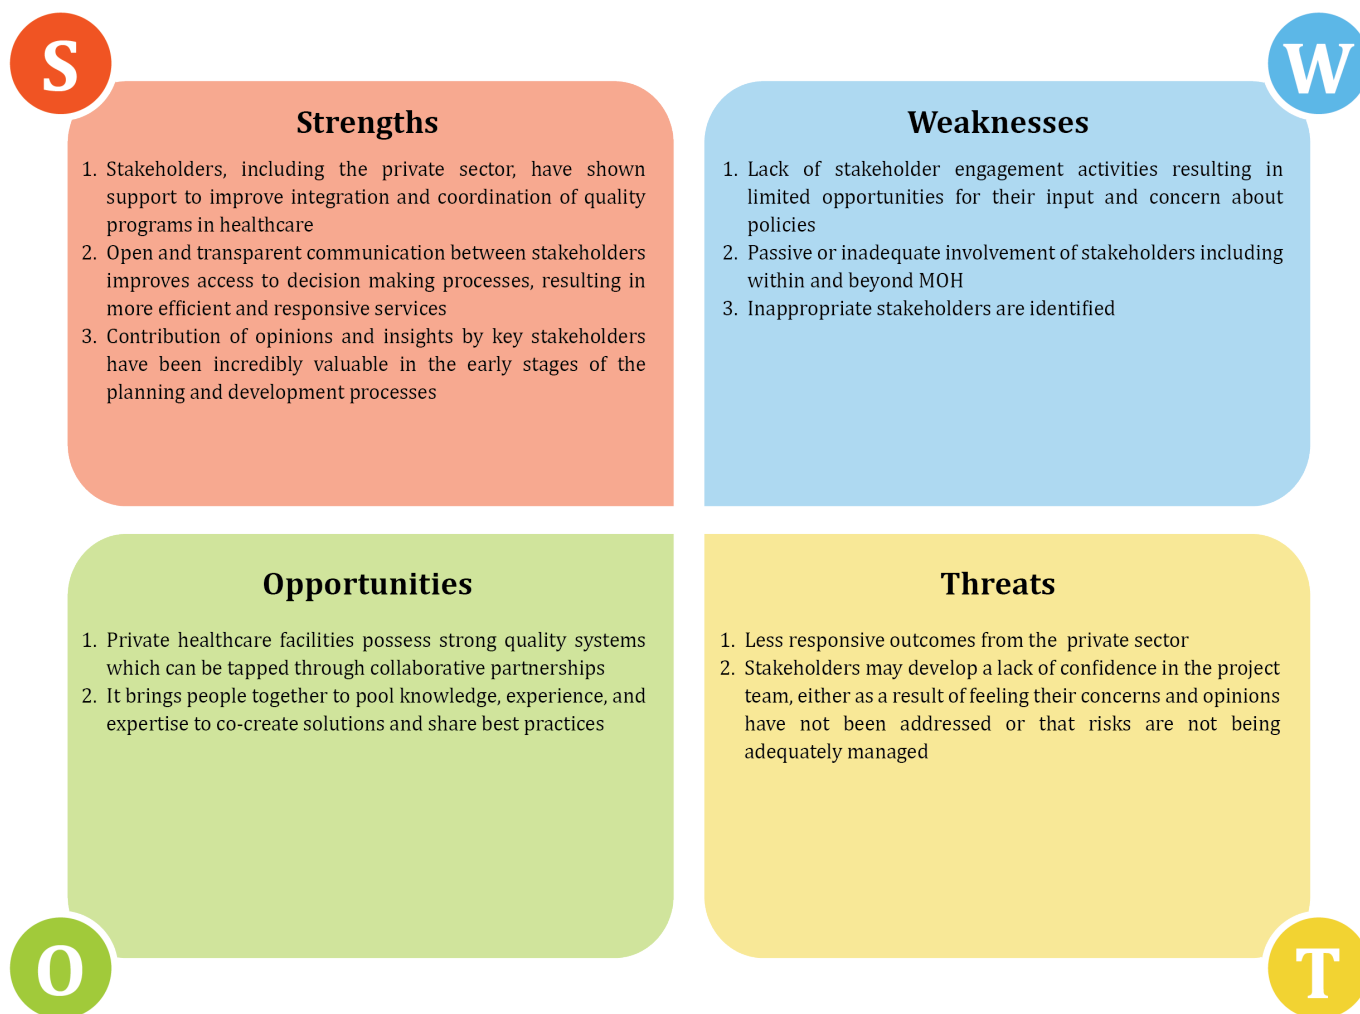 S
Strengths
1. Stakeholders, including the private sector, have shown
support to improve integration and coordination of quality
programs in healthcare
2. Open and transparent communication between stakeholders
improves access to decision making processes, resulting in
more efficient and responsive services
3. Contribution of opinions and insights by key stakeholders
have been incredibly valuable in the early stages of the
planning and development processes
W
Weaknesses
1. Lack of stakeholder engagement activities resulting in
limited opportunities for their input and concern about
policies
2. Passive or inadequate involvement of stakeholders including
within and beyond MOH
3. Inappropriate stakeholders are identified
Opportunities
1. Private healthcare facilities possess strong quality systems
which can be tapped through collaborative partnerships
2. It brings people together to pool knowledge, experience, and
expertise to co-create solutions and share best practices
O
Threats
1. Less responsive outcomes from the private sector
2. Stakeholders may develop a lack of confidence in the project
team, either as a result of feeling their concerns and opinions
have not been addressed or that risks are not being
adequately managed
T